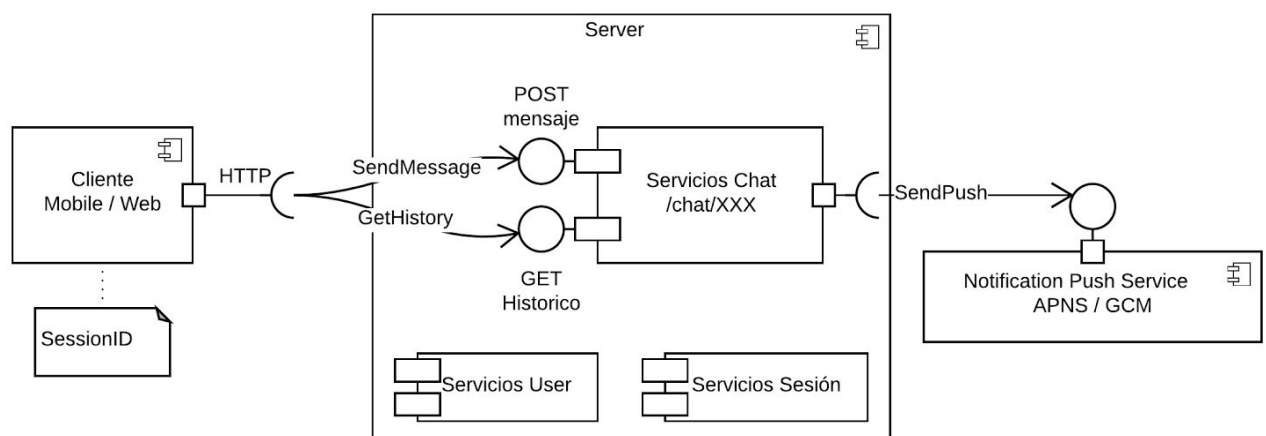 Server
POST
mensaje
Cliente
Mobile / Web
HTTP
SendMessage
GetHistory
Servicios Chat
/chat/XXX
SendPush
GET
Historico
Notification Push Service
APNS / GCM
SessionID
Servicios User
Servicios Sesión